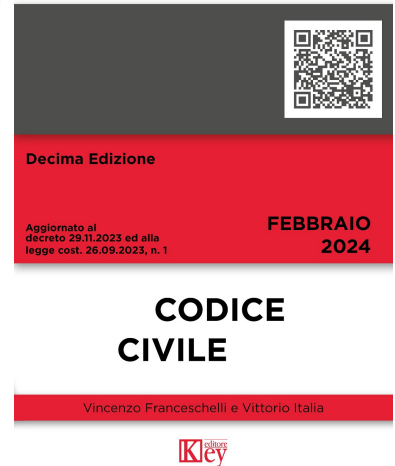 Decima Edizione
Aggiornato al
decreto 29.11.2023 ed alla
legge cost. 26.09.2023, n. 1
FEBBRAIO
2024
CODICE
CIVILE
Vincenzo Franceschelli e Vittorio Italia
Key editore